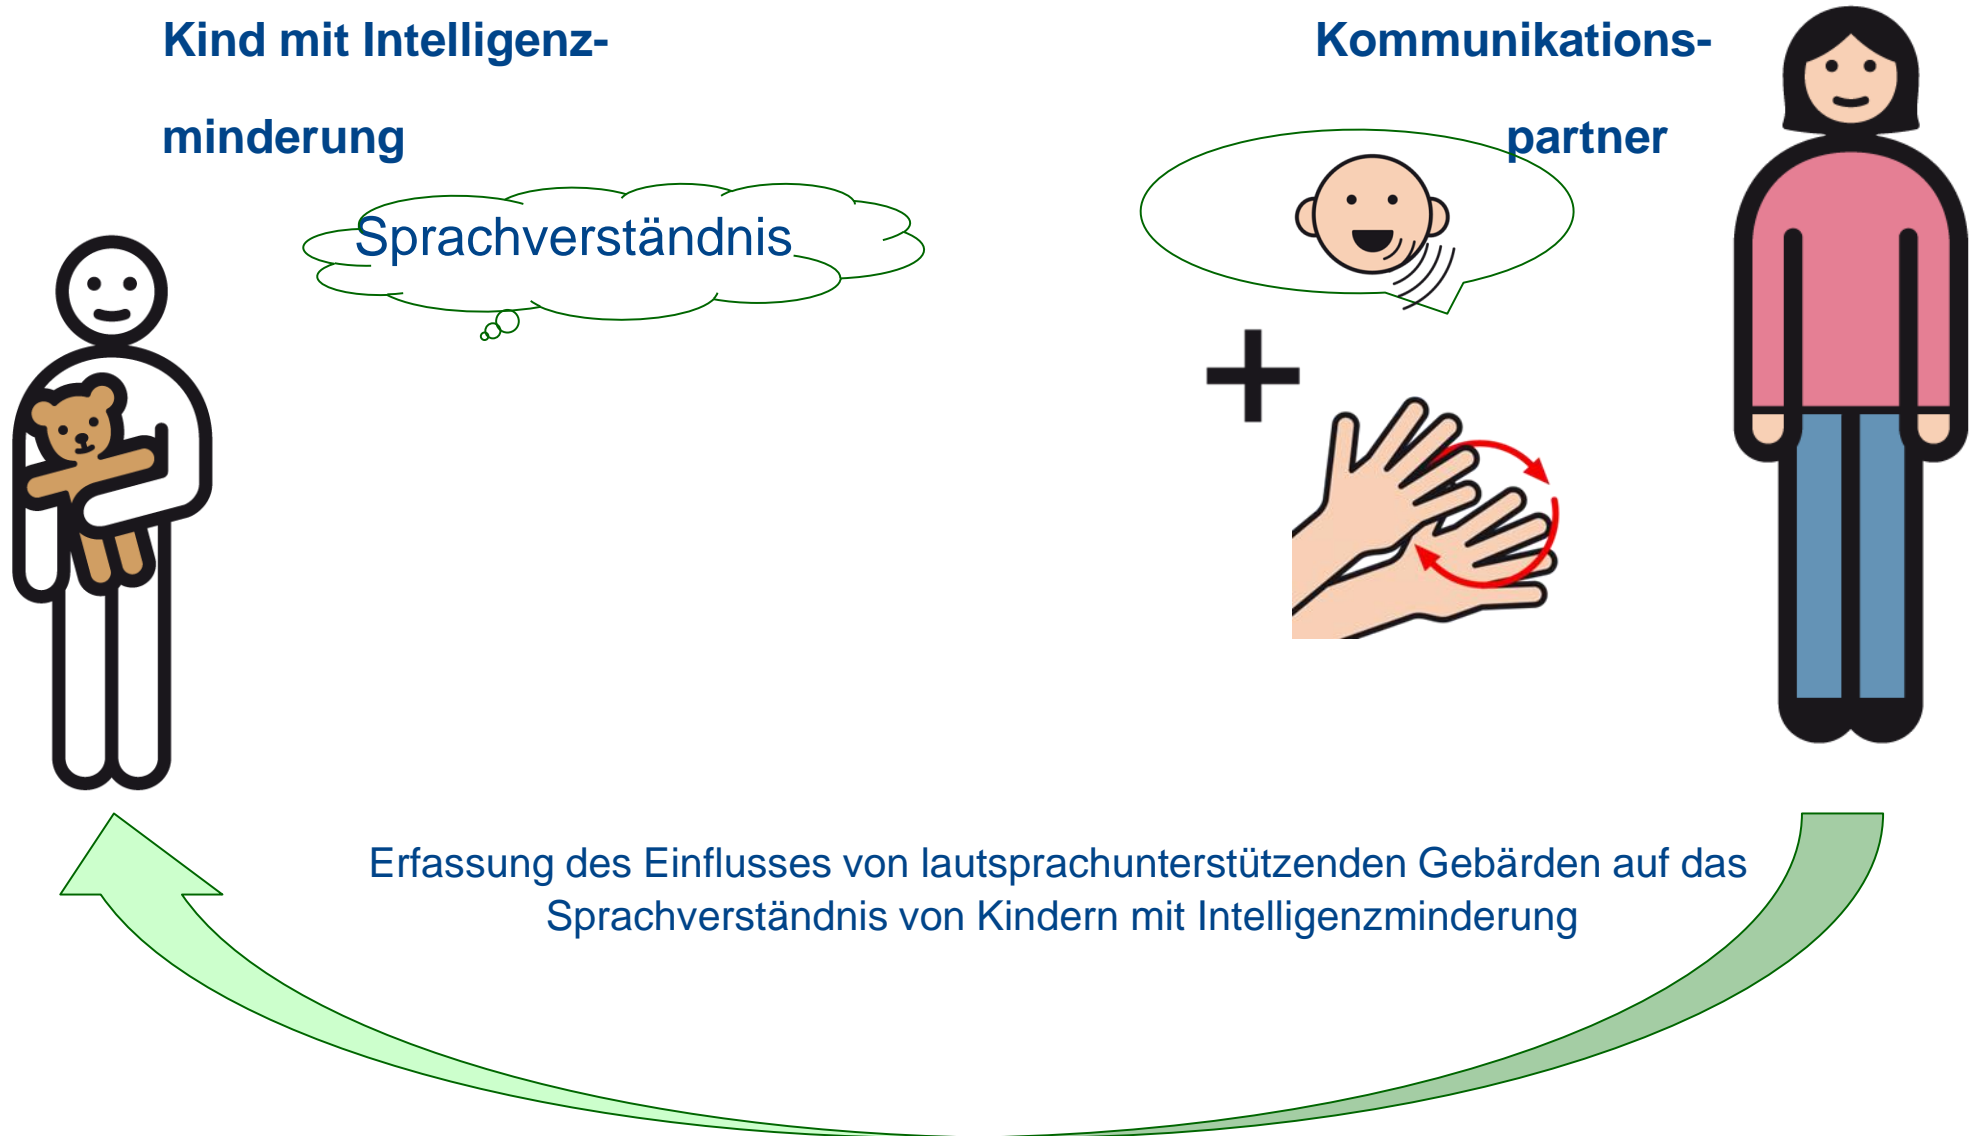 Kind mit Intelligenz-
minderung
Kommunikations-
partner
Sprachverständnis
Erfassung des Einflusses von lautsprachunterstützenden Gebärden auf das
Sprachverständnis von Kindern mit Intelligenzminderung